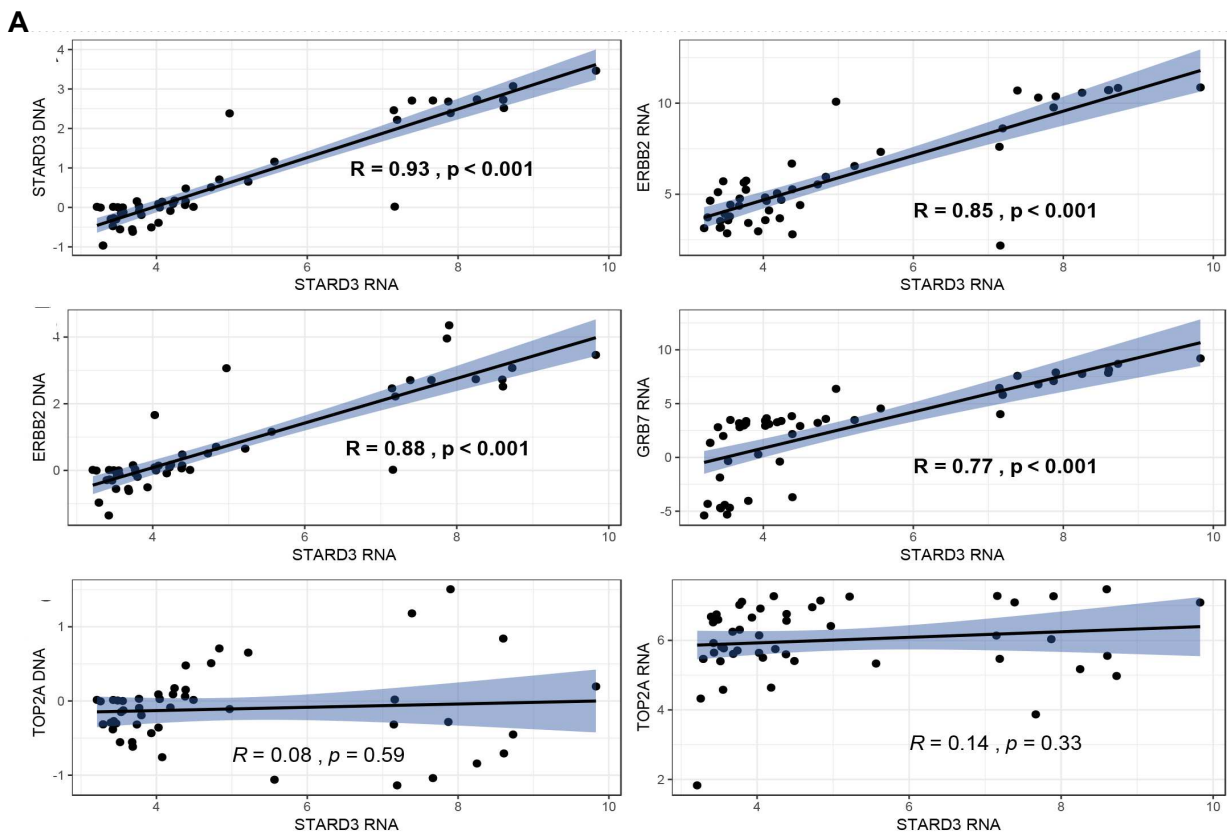 A
STARD3 DNA
4
3
2
1
0
-1
R = 0.93 , p < 0.001
4
6
8
10
STARD3 RNA
ERBB2 RNA
10
5
R = 0.85 , p < 0.001
4
6
8
10
STARD3 RNA
ERBB2 DNA
4
2
0
R = 0.88 , p < 0.001
4
6
8
10
STARD3 RNA
GRB7 RNA
10
5
0
-5
R = 0.77 , p < 0.001
4
6
8
10
STARD3 RNA
TOP2A DNA
1
0
-1
R = 0.08 , p = 0.59
4
6
8
10
STARD3 RNA
TOP2A RNA
6
4
2
R = 0.14 , p = 0.33
4
6
8
10
STARD3 RNA